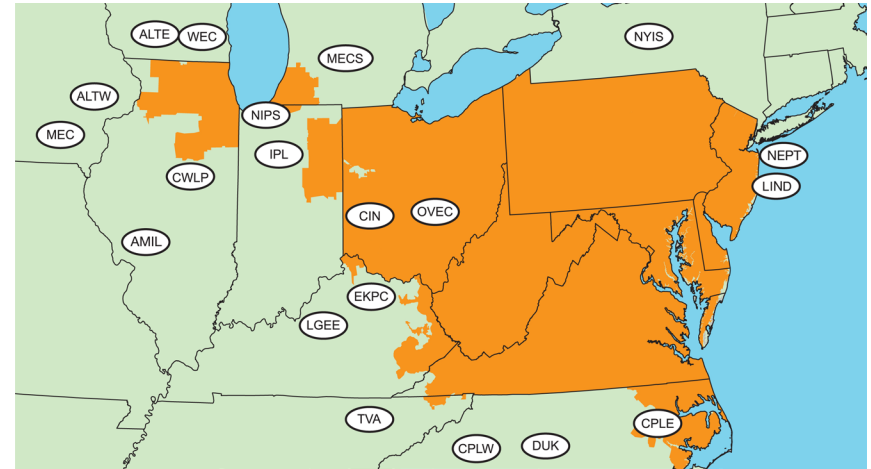 ALTE
WEC
NYIS
MECS
ALTW
NIPS
MEC
IPL
NEPT
CWLP
LIND
CIN
OVEC
AMIL
EKPC
LGEE
TVA
CPLE
CPLW
DUK